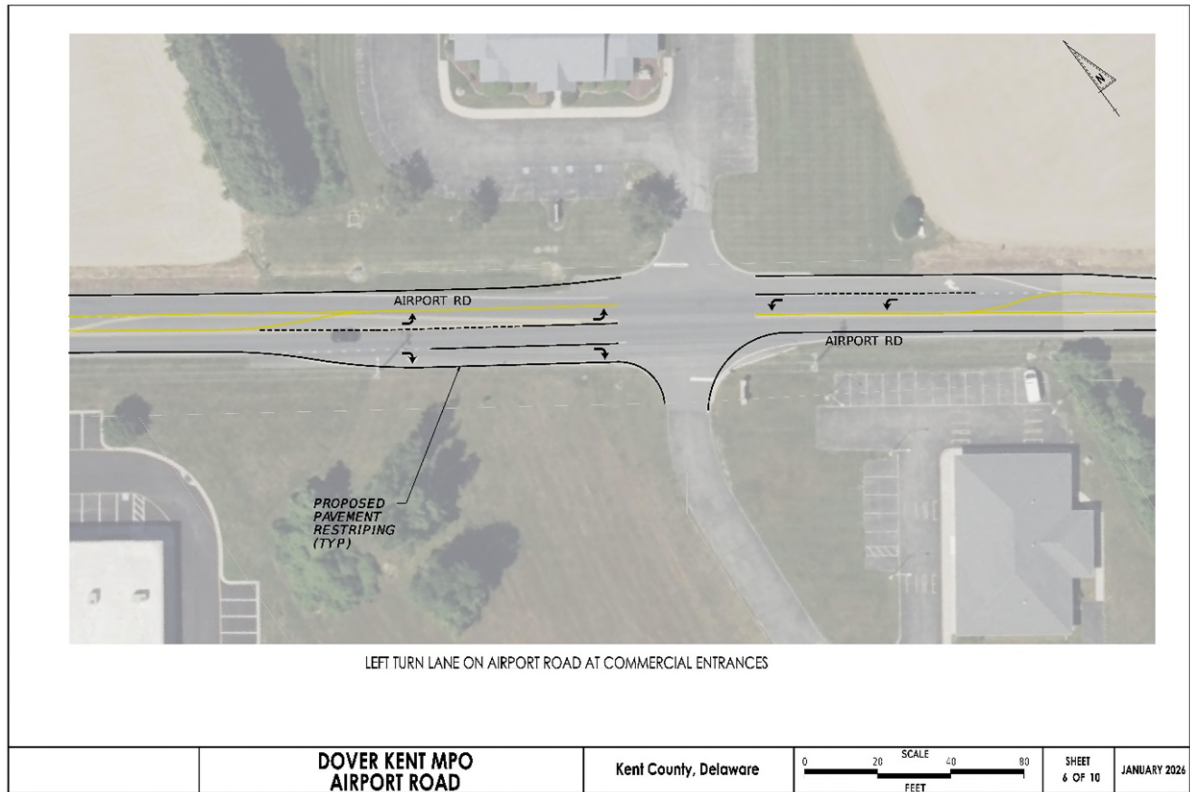 N
AIRPORT RD
AIRPORT RD
PROPOSED
PAVEMENT
RESTRIPING
(TYP)
LEFT TURN LANE ON AIRPORT ROAD AT COMMERCIAL ENTRANCES
DOVER KENT MPO
AIRPORT ROAD
Kent County, Delaware
SCALE
0 20 40 80
FEET
SHEET
6 OF 10
JANUARY 2026